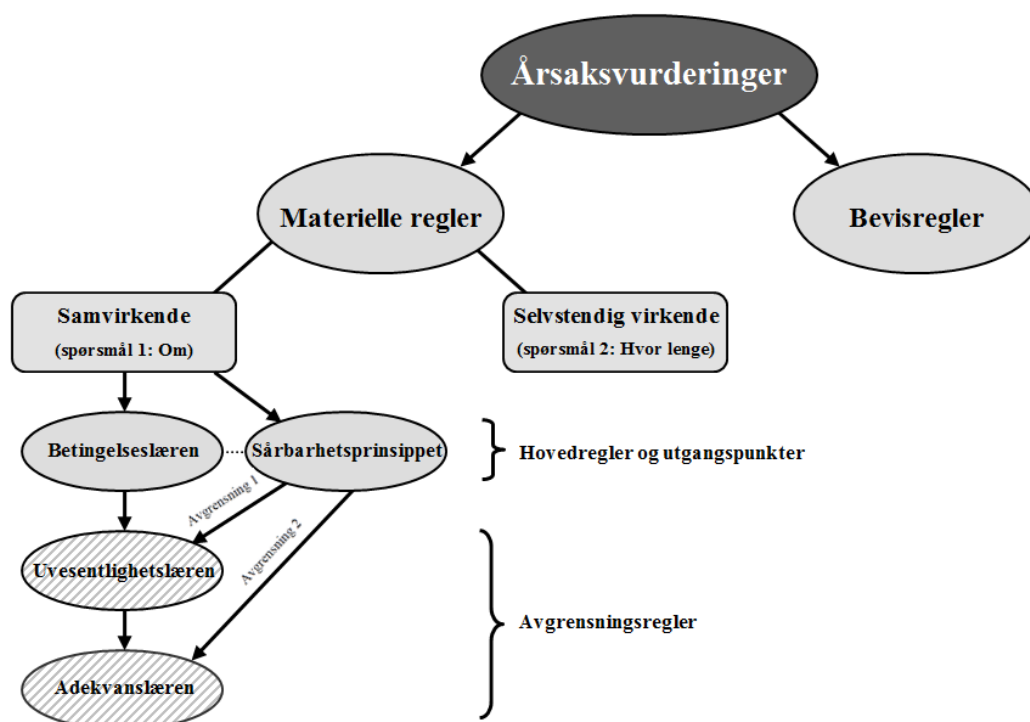 Årsaksvurderinger
Materielle regler
Bevisregler
Samvirkende
(spørsmål 1: Om)
Selvstendig virkende
(spørsmål 2: Hvor lenge)
Betingelseslæren
Sårbarhetsprinsippet
Hovedregler og utgangspunkter
Avgrensning 1
Avgrensning 2
Uvesentlighetslæren
Avgrensningsregler
Adekvanslæren